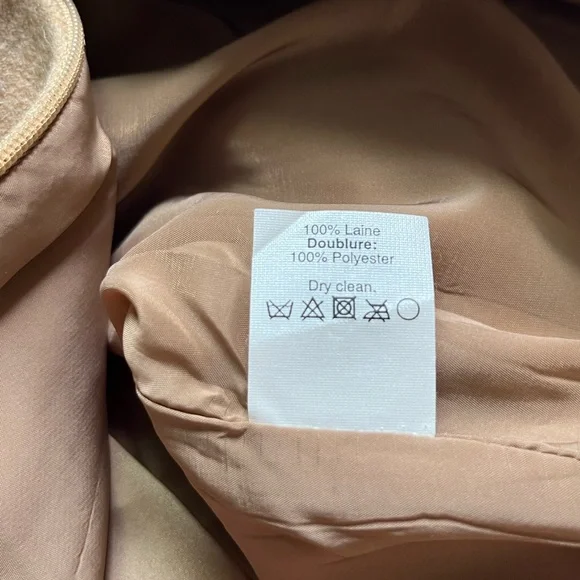 100% Laine
Doublure:
100% Polyester
Dry clean.